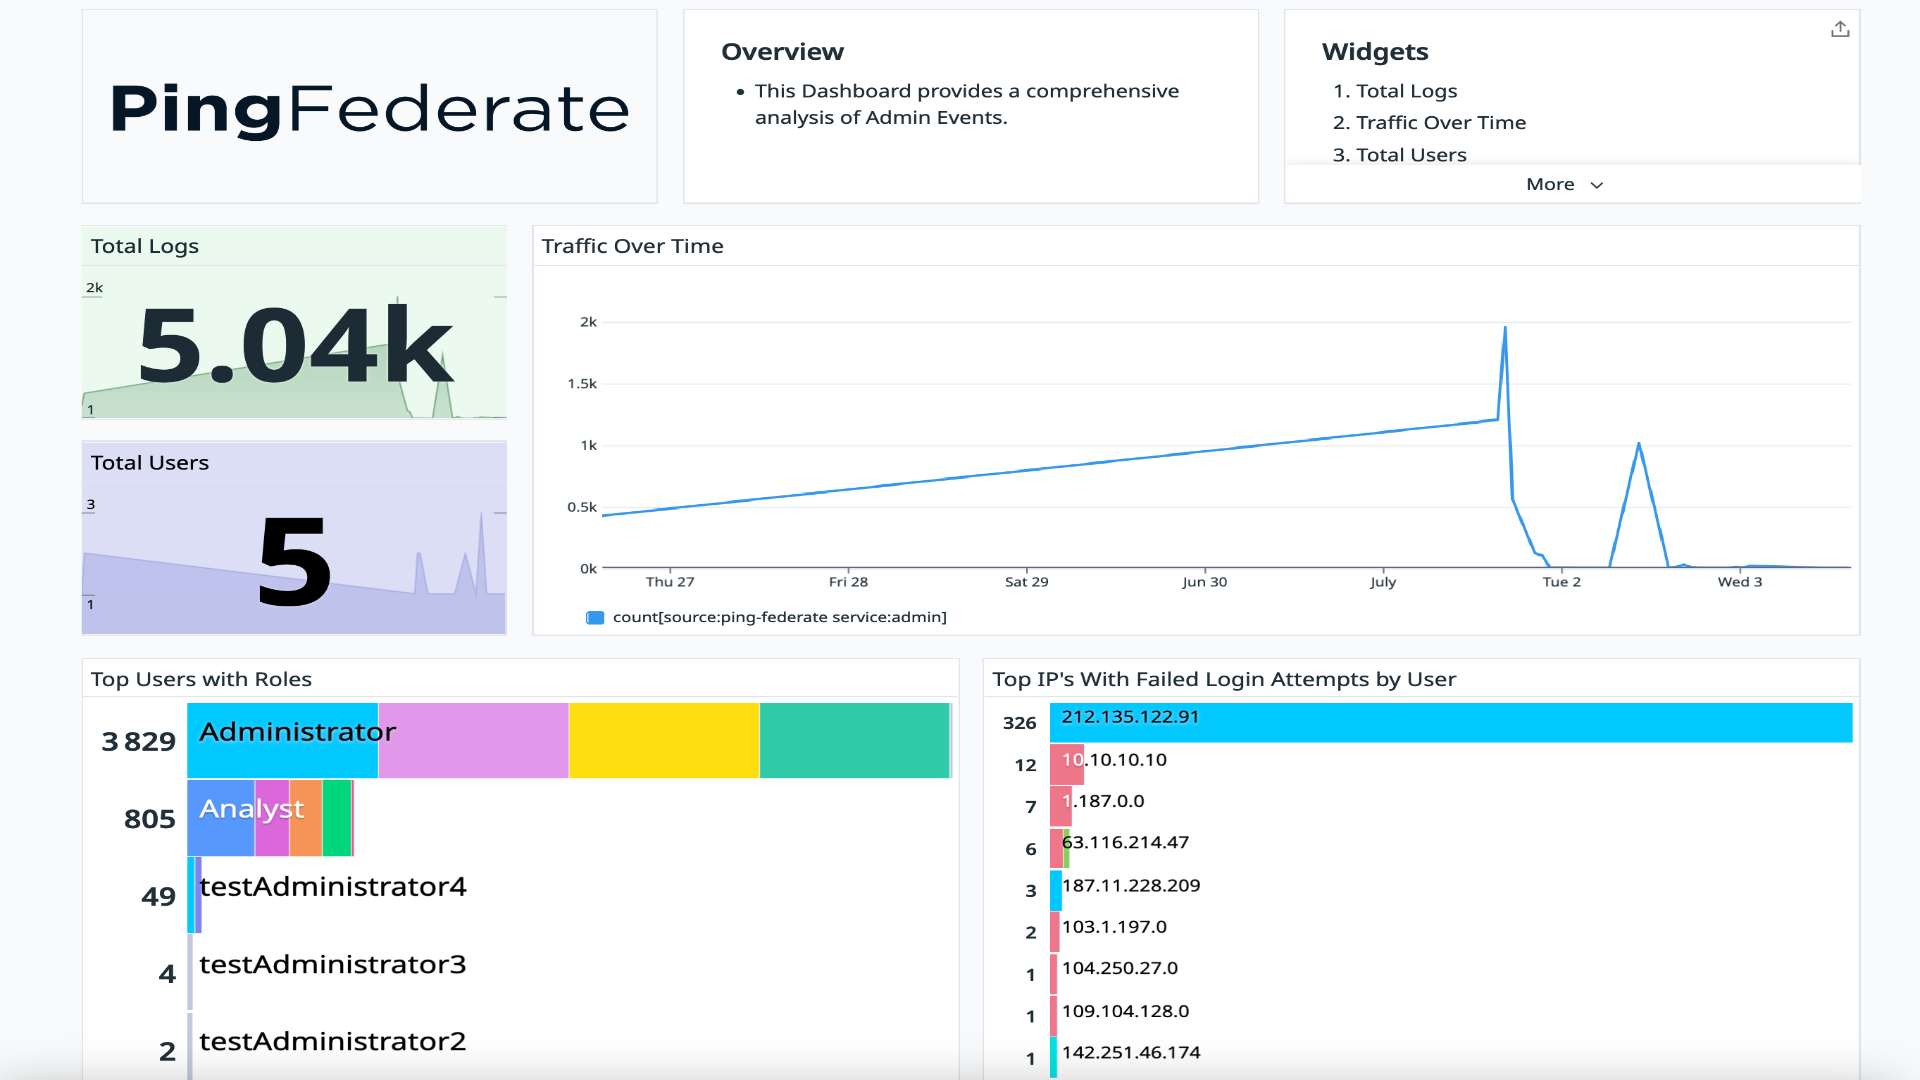 PingFederate
Overview
• This Dashboard provides a comprehensive
analysis of Admin Events.
Widgets
1. Total Logs
2. Traffic Over Time
3. Total Users
More
Total Logs
2k
5.04k
1
Total Users
3
5
1
Traffic Over Time
2k
1.5k
1k
0.5k
0k
Thu 27 Fri 28 Sat 29 Jun 30 July Tue 2 Wed 3
count[source:ping-federate service:admin]
Top Users with Roles
3 829 Administrator
805 Analyst
49 testAdministrator4
4 testAdministrator3
2 testAdministrator2
Top IP's With Failed Login Attempts by User
326 212.135.122.91
12 10.10.10.10
7 1.187.0.0
6 63.116.214.47
3 187.11.228.209
2 103.1.197.0
1 104.250.27.0
1 109.104.128.0
1 142.251.46.174